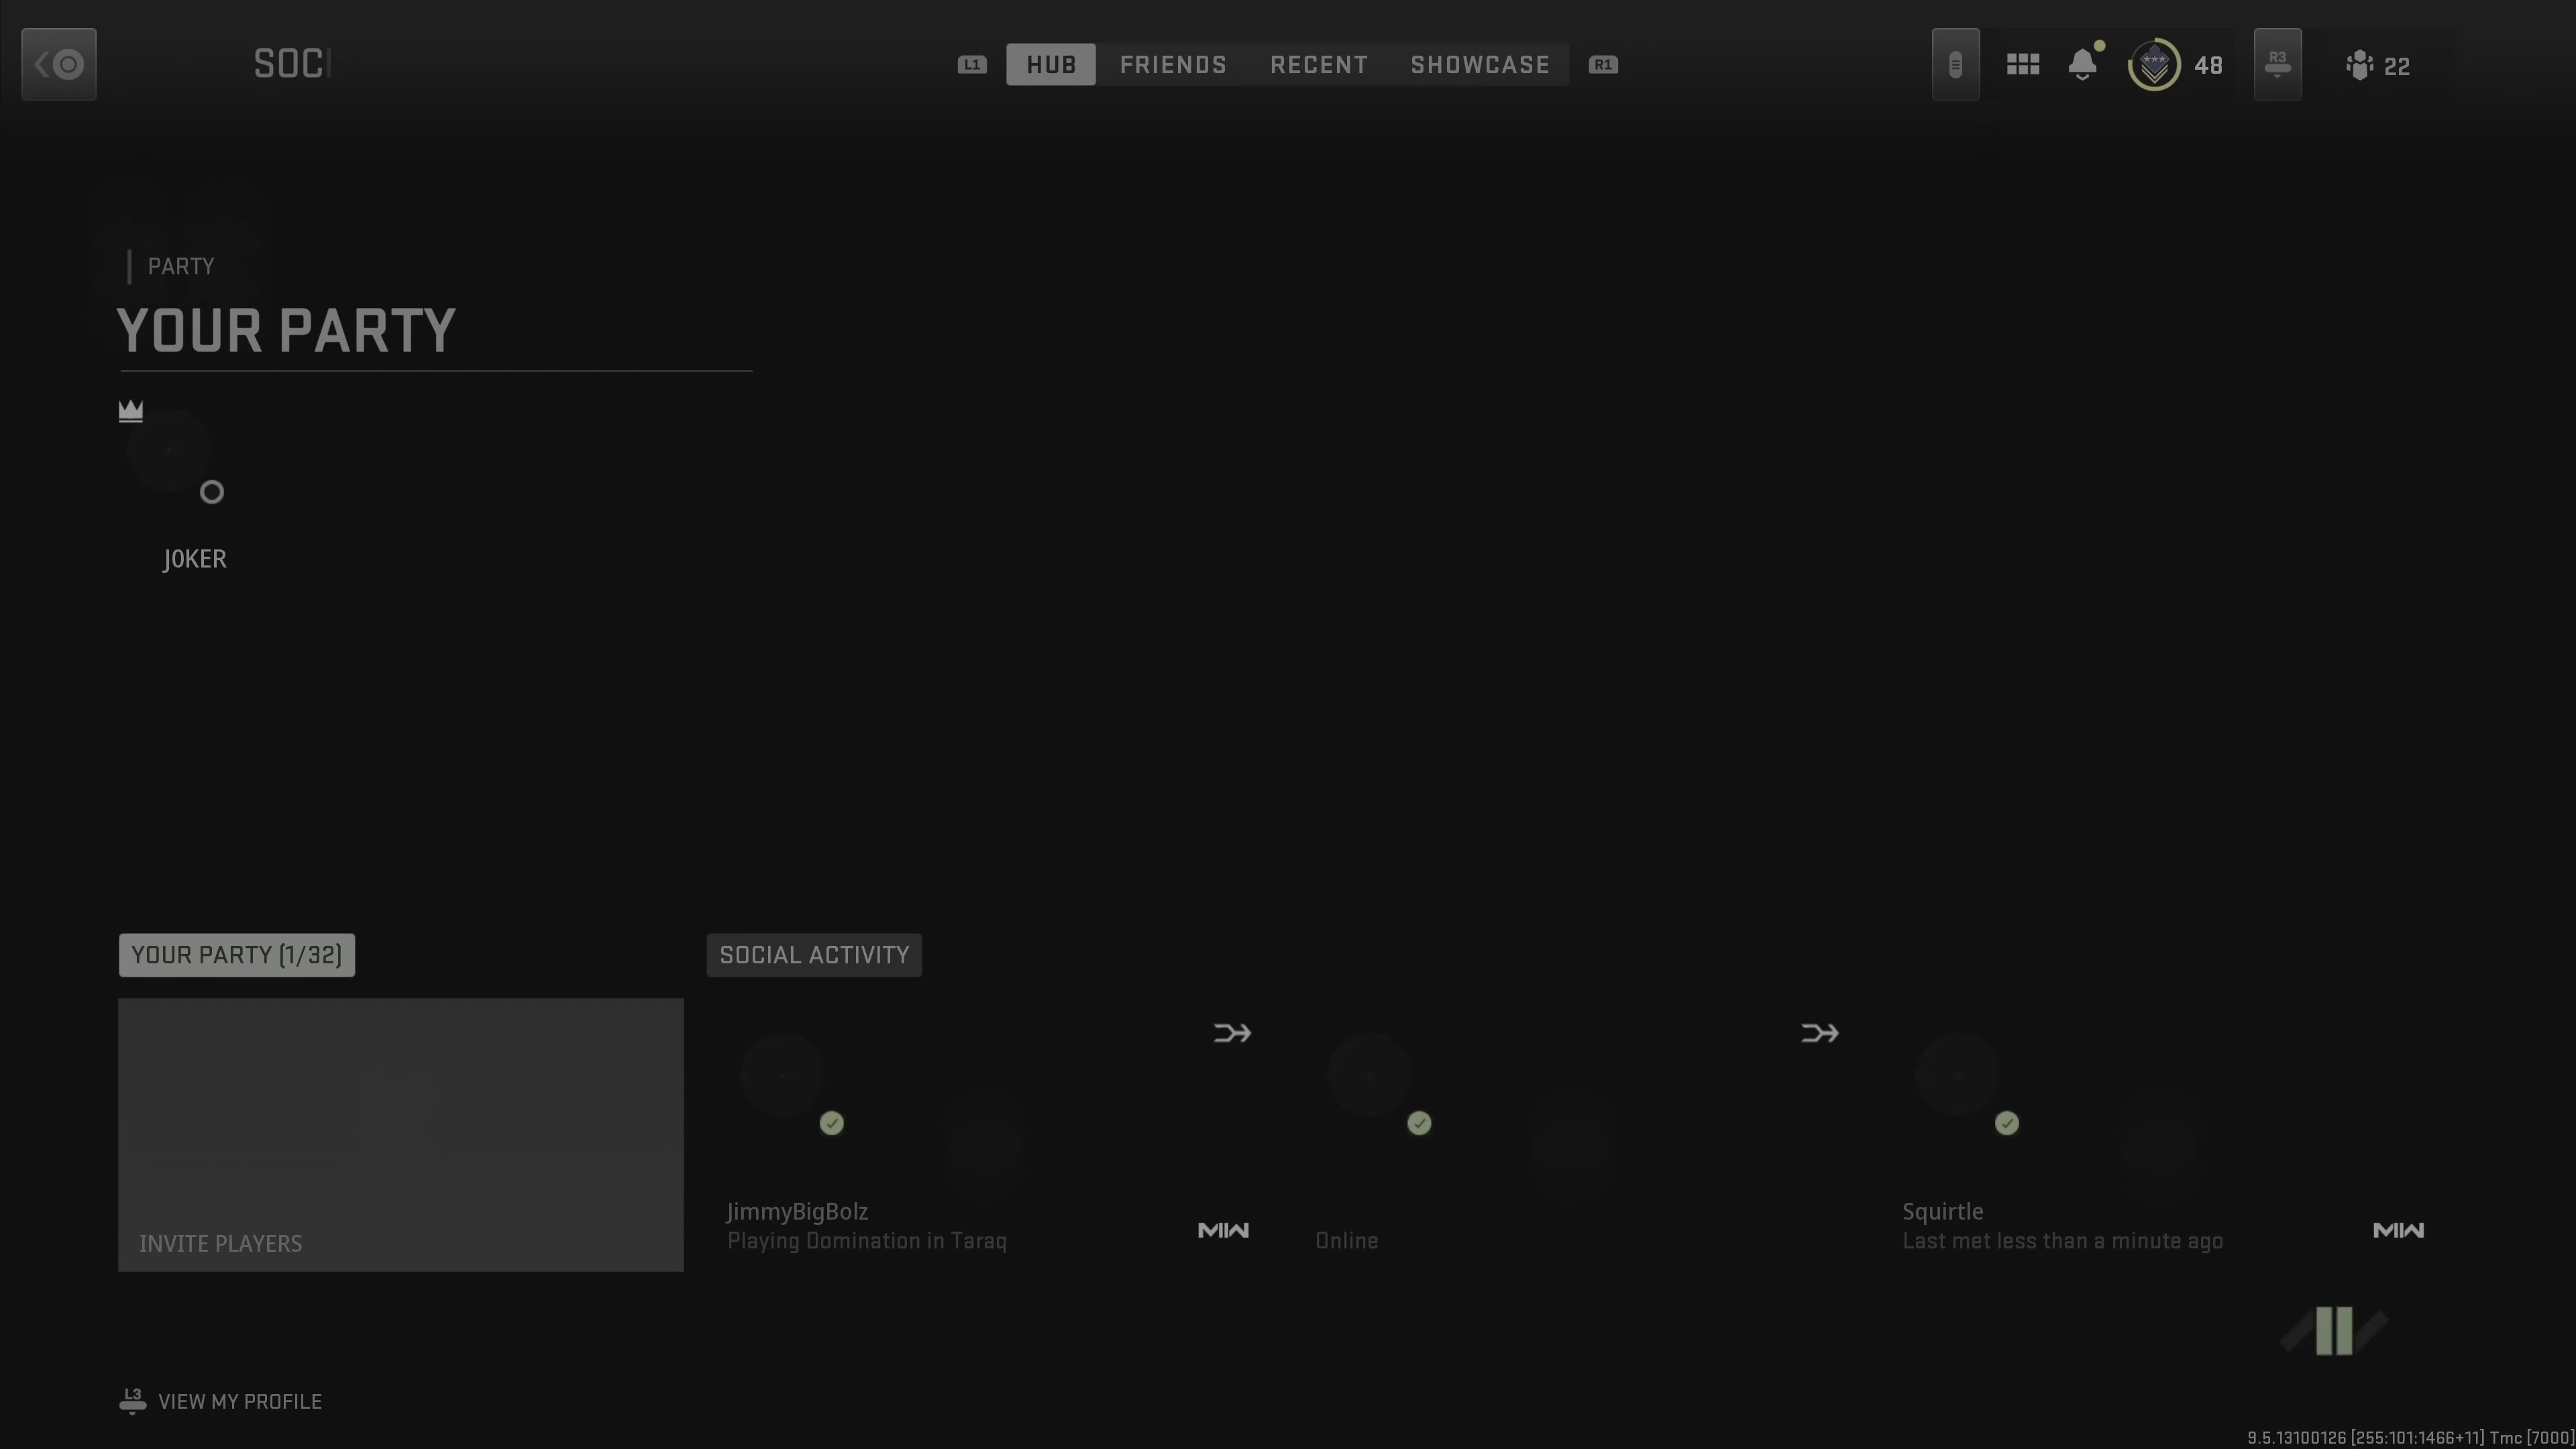 SOC
L1 HUB FRIENDS RECENT SHOWCASE R1
48 R3 22
PARTY
YOUR PARTY
J0KER
YOUR PARTY (1/32) SOCIAL ACTIVITY
JimmyBigBolz
Playing Domination in Taraq
MW
Online
Squirtle
Last met less than a minute ago
MW
INVITE PLAYERS
L3 VIEW MY PROFILE
9.5.13100126 [255:101:1466+11] Tmc [7000]